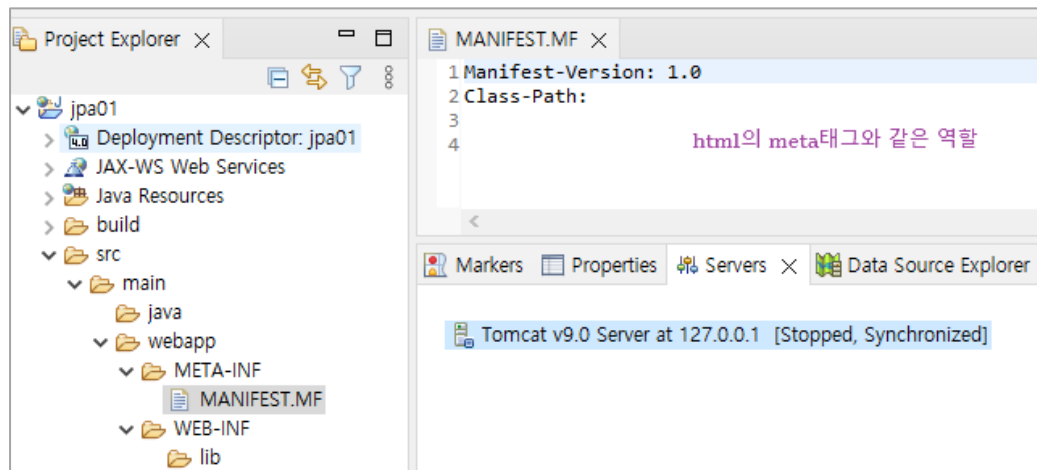 Project Explorer
jpa01
4.0
Deployment Descriptor: jpa01
JAX-WS Web Services
Java Resources
build
src
main
java
webapp
META-INF
MANIFEST.MF
WEB-INF
lib
MANIFEST.MF
1 Manifest-Version: 1.0
2 Class-Path:
3
4
html의 meta태그와 같은 역할
Markers Properties Servers Data Source Explorer
Tomcat v9.0 Server at 127.0.0.1 [Stopped, Synchronized]